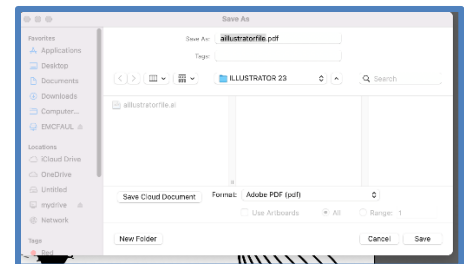 Save As
Favorites
Applications
Desktop
Documents
Downloads
Computer...
EMCFAUL
Locations
iCloud Drive
OneDrive
Untitled
mydrive
Network
Tags
Red
Save As: aiillustratorfile.pdf
Tags:
ILLUSTRATOR 23
Search
aiillustratorfile.ai
Save Cloud Document
Format: Adobe PDF (pdf)
Use Artboards All Range: 1
New Folder
Cancel Save